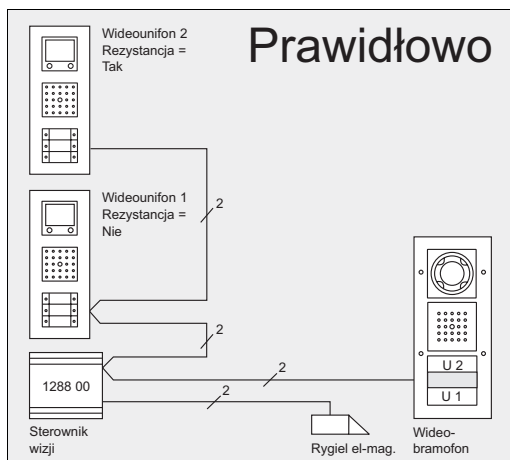 Prawidłowo
Wideounifon 2
Rezystancja =
Tak
2
Wideounifon 1
Rezystancja =
Nie
2
2
2
1288 00
U 2
U 1
Sterownik
wizji
Rygiel el-mag.
Wideo-
bramofon